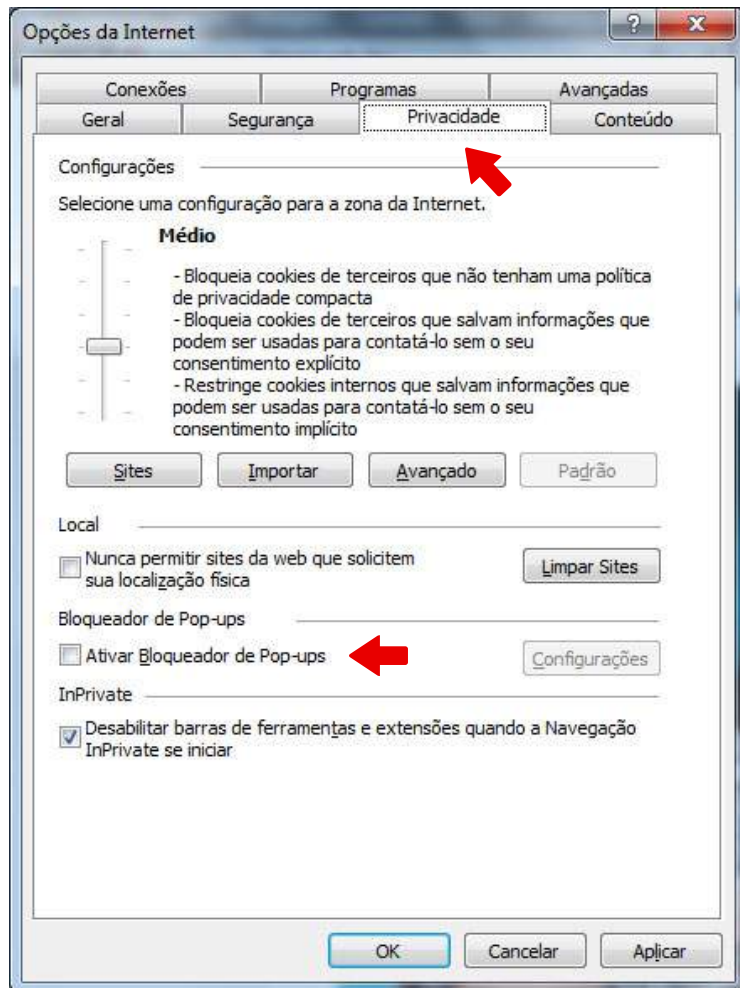 Opções da Internet
Conexões Programas Avançadas
Geral Segurança Privacidade Conteúdo
Configurações
Selecione uma configuração para a zona da Internet.
Médio
- Bloqueia cookies de terceiros que não tenham uma política
de privacidade compacta
- Bloqueia cookies de terceiros que salvam informações que
podem ser usadas para contatá-lo sem o seu
consentimento explícito
- Restringe cookies internos que salvam informações que
podem ser usadas para contatá-lo sem o seu
consentimento implícito
Sites Importar Avançado Padrão
Local
Nunca permitir sites da web que solicitem
sua localização física
Limpar Sites
Bloqueador de Pop-ups
Ativar Bloqueador de Pop-ups
Configurações
InPrivate
Desabilitar barras de ferramentas e extensões quando a Navegação
InPrivate se iniciar
OK Cancelar Aplicar